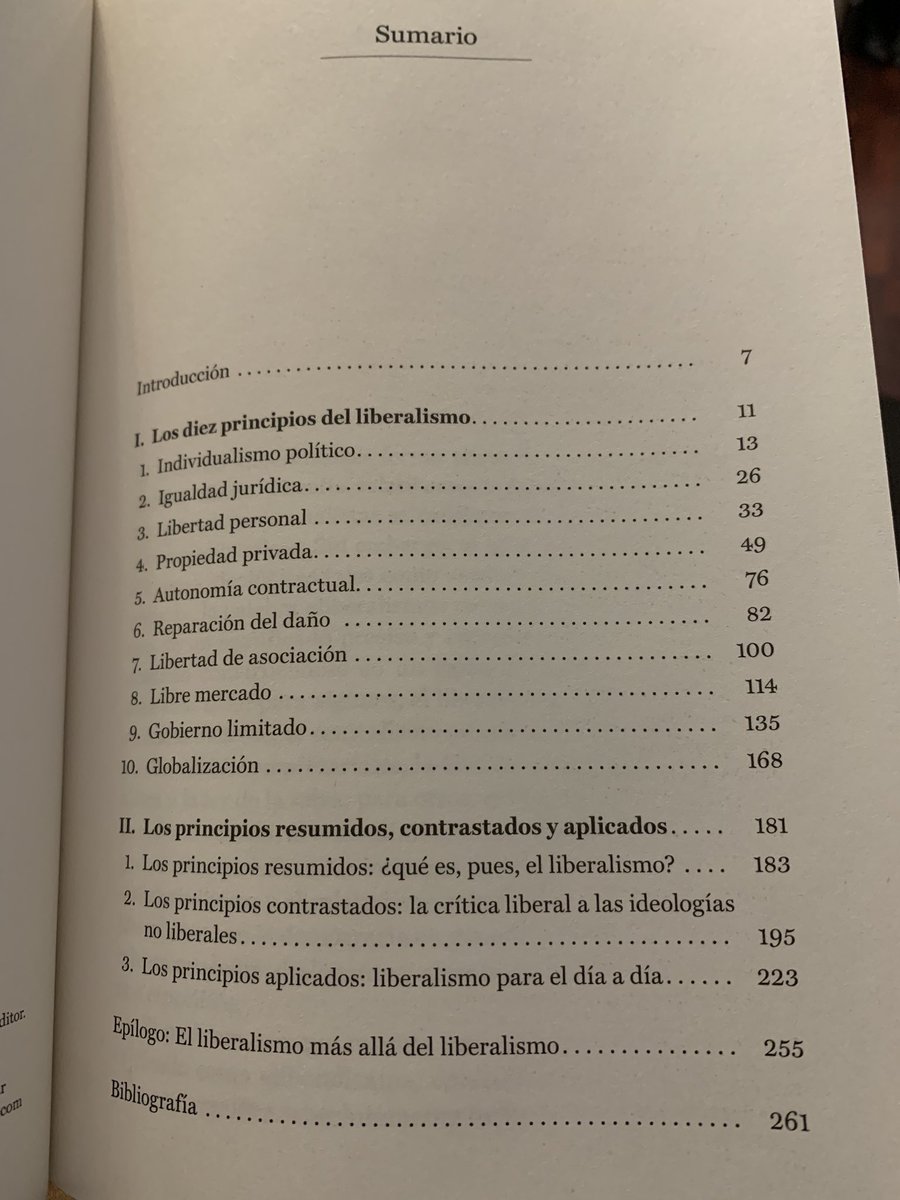 Sumario
Introducción . . . . . . . . . . . . . . . . . . . . . . . . . . . . . . . . . . . . . . 7
I. Los diez principios del liberalismo. . . . . . . . . . . . . . . . . . . 11
1. Individualismo político. . . . . . . . . . . . . . . . . . . . . . . . . . . . 13
2. Igualdad jurídica. . . . . . . . . . . . . . . . . . . . . . . . . . . . . . . . 26
3. Libertad personal . . . . . . . . . . . . . . . . . . . . . . . . . . . . . . . 33
4. Propiedad privada. . . . . . . . . . . . . . . . . . . . . . . . . . . . . . . 49
5. Autonomía contractual. . . . . . . . . . . . . . . . . . . . . . . . . . . 76
6. Reparación del daño . . . . . . . . . . . . . . . . . . . . . . . . . . . . 82
7. Libertad de asociación . . . . . . . . . . . . . . . . . . . . . . . . . . . 100
8. Libre mercado . . . . . . . . . . . . . . . . . . . . . . . . . . . . . . . . . 114
9. Gobierno limitado. . . . . . . . . . . . . . . . . . . . . . . . . . . . . . . 135
10. Globalización . . . . . . . . . . . . . . . . . . . . . . . . . . . . . . . . . . 168
II. Los principios resumidos, contrastados y aplicados. . . . . 181
1. Los principios resumidos: ¿qué es, pues, el liberalismo? . . . . 183
2. Los principios contrastados: la crítica liberal a las ideologías
no liberales. . . . . . . . . . . . . . . . . . . . . . . . . . . . . . . . . . . . . 195
3. Los principios aplicados: liberalismo para el día a día. . . . . . 223
Epílogo: El liberalismo más allá del liberalismo. . . . . . . . . . . . . 255
Bibliografía . . . . . . . . . . . . . . . . . . . . . . . . . . . . . . . . . . . . . . . 261
ditor.
r
com